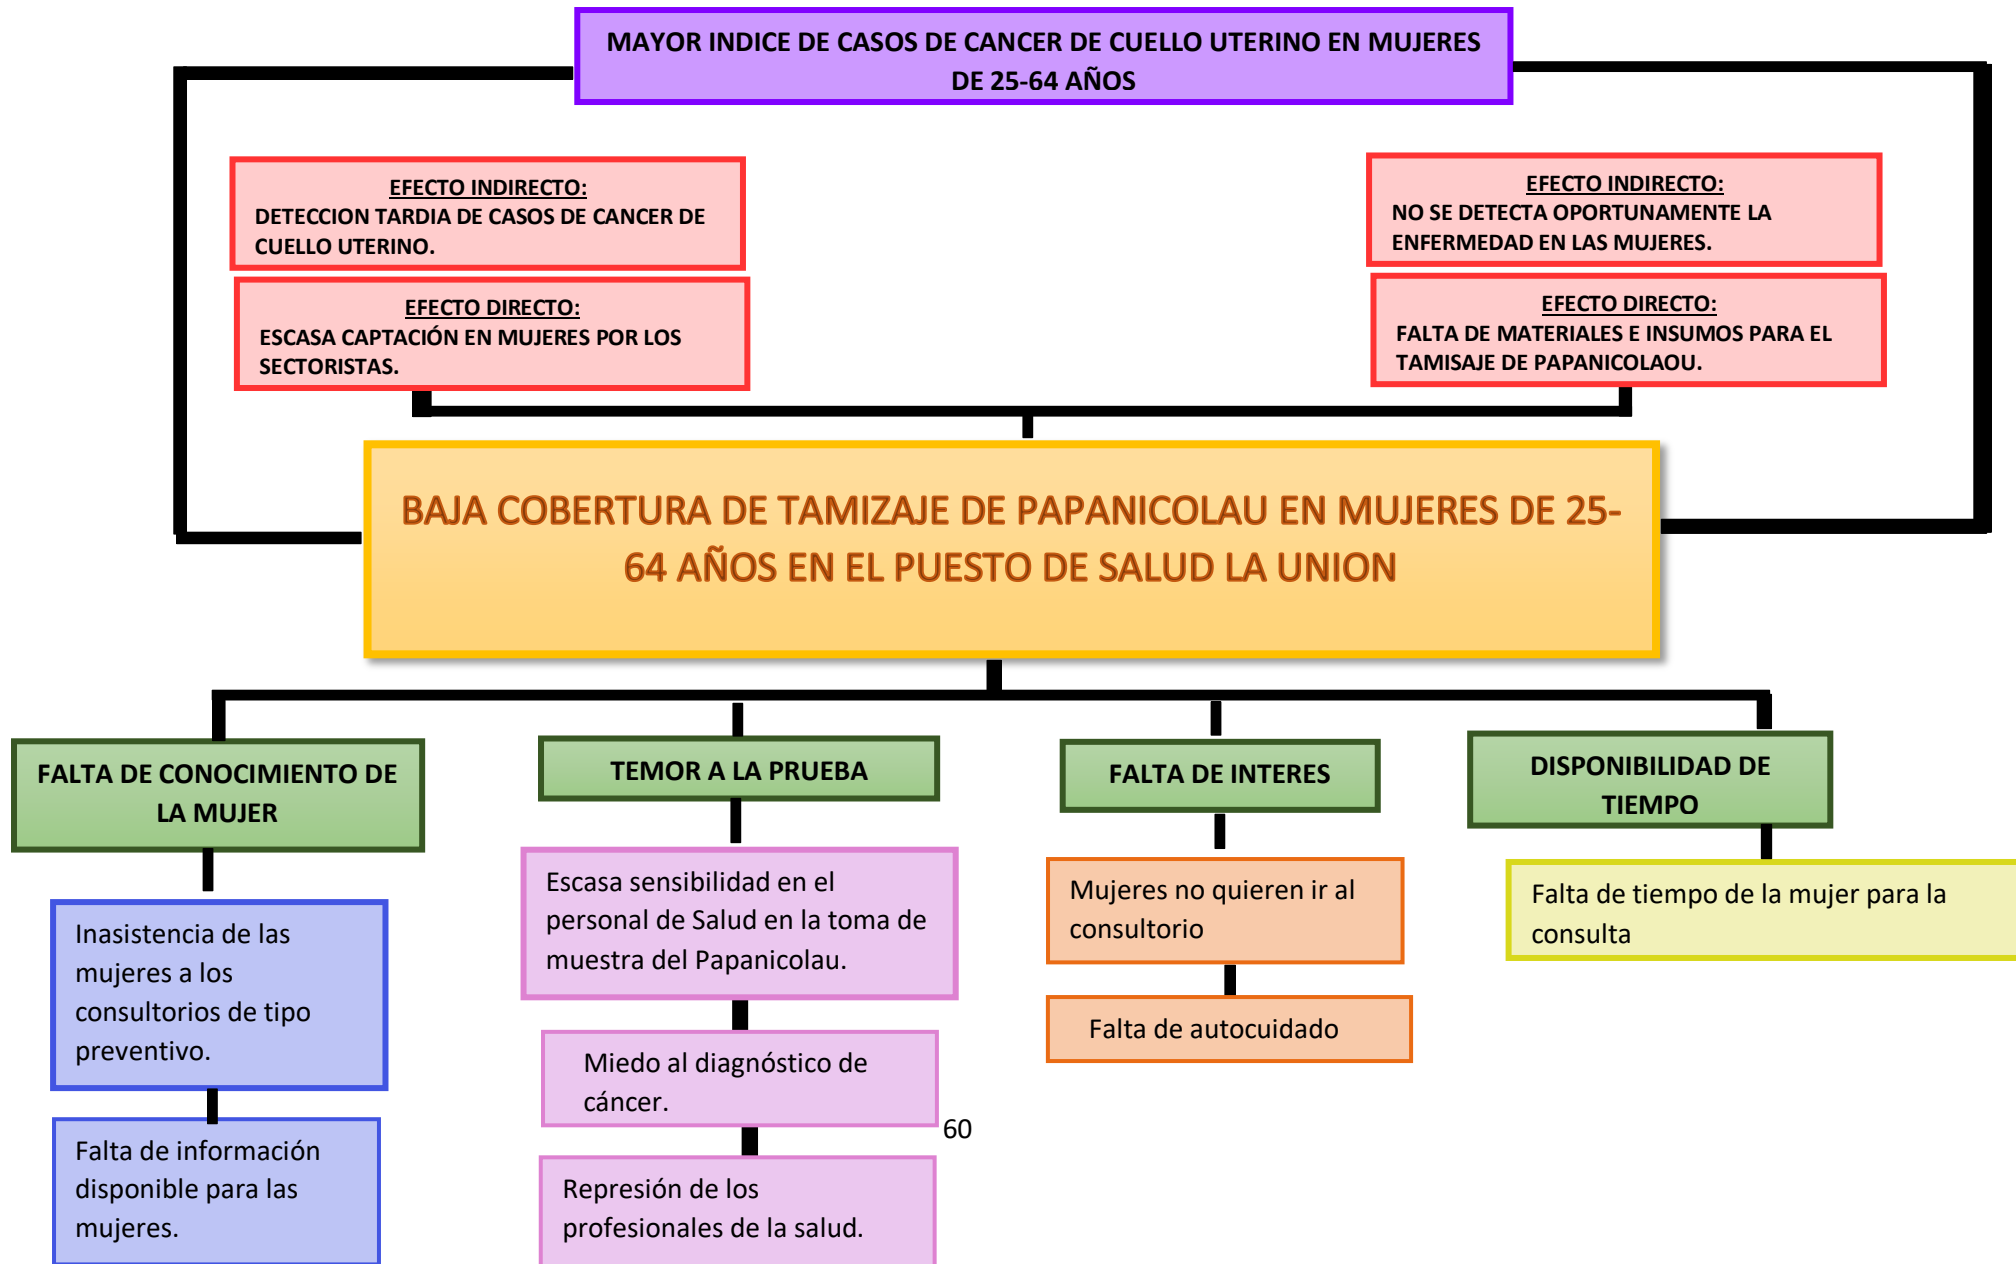 MAYOR INDICE DE CASOS DE CANCER DE CUELLO UTERINO EN MUJERES
DE 25-64 AÑOS
EFECTO INDIRECTO:
DETECCION TARDIA DE CASOS DE CANCER DE
CUELLO UTERINO.
EFECTO INDIRECTO:
NO SE DETECTA OPORTUNAMENTE LA
ENFERMEDAD EN LAS MUJERES.
EFECTO DIRECTO:
ESCASA CAPTACIÓN EN MUJERES POR LOS
SECTORISTAS.
EFECTO DIRECTO:
FALTA DE MATERIALES E INSUMOS PARA EL
TAMISAJE DE PAPANICOLAOU.
BAJA COBERTURA DE TAMIZAJE DE PAPANICOLAU EN MUJERES DE 25-
64 AÑOS EN EL PUESTO DE SALUD LA UNION
FALTA DE CONOCIMIENTO DE
LA MUJER
TEMOR A LA PRUEBA
FALTA DE INTERES
DISPONIBILIDAD DE
TIEMPO
Inasistencia de las
mujeres a los
consultorios de tipo
preventivo.
Falta de información
disponible para las
mujeres.
Escasa sensibilidad en el
personal de Salud en la toma de
muestra del Papanicolau.
Miedo al diagnóstico de
cáncer.
Represión de los
profesionales de la salud.
Mujeres no quieren ir al
consultorio
Falta de autocuidado
Falta de tiempo de la mujer para la
consulta
60